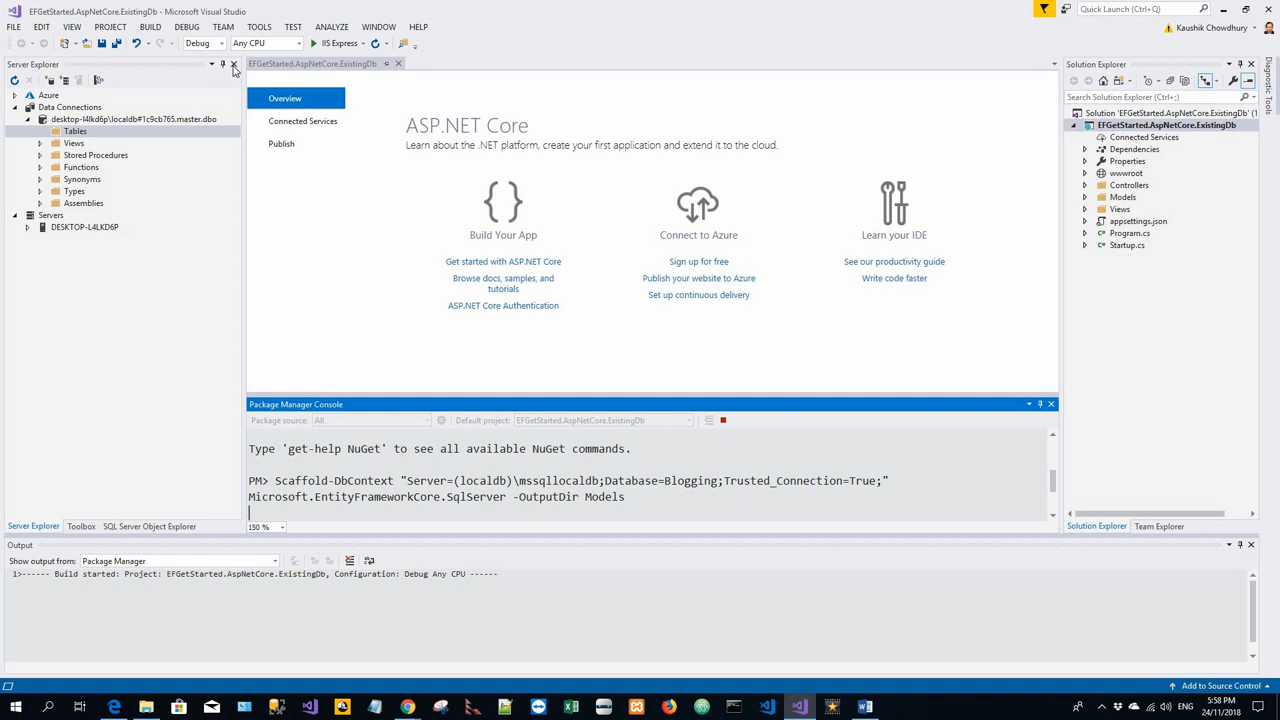 EFGetStarted.AspNetCore.ExistingDb - Microsoft Visual Studio
Quick Launch (Ctrl+Q)
FILE EDIT VIEW PROJECT BUILD DEBUG TEAM TOOLS TEST ANALYZE WINDOW HELP
Kaushik Chowdhury
Debug Any CPU IIS Express
Server Explorer
Azure
Data Connections
desktop-l4lkd6p\localdb#1c9cb765.master.dbo
Tables
Views
Stored Procedures
Functions
Synonyms
Types
Assemblies
Servers
DESKTOP-L4LKD6P
Server Explorer Toolbox SQL Server Object Explorer
EFGetStarted.AspNetCore.ExistingDb
Overview
Connected Services
Publish
ASP.NET Core
Learn about the .NET platform, create your first application and extend it to the cloud.
Build Your App
Get started with ASP.NET Core
Browse docs, samples, and
tutorials
ASP.NET Core Authentication
Connect to Azure
Sign up for free
Publish your website to Azure
Set up continuous delivery
Learn your IDE
See our productivity guide
Write code faster
Solution Explorer
Search Solution Explorer (Ctrl+;)
Solution 'EFGetStarted.AspNetCore.ExistingDb' (1
EFGetStarted.AspNetCore.ExistingDb
Connected Services
Dependencies
Properties
wwwroot
Controllers
Models
Views
appsettings.json
Program.cs
Startup.cs
Solution Explorer Team Explorer
Diagnostic Tools
Package Manager Console
Package source: All Default project: EFGetStarted.AspNetCore.ExistingDb
Type 'get-help NuGet' to see all available NuGet commands.
PM> Scaffold-DbContext "Server=(localdb)\mssqllocaldb;Database=Blogging;Trusted_Connection=True;"
Microsoft.EntityFrameworkCore.SqlServer -OutputDir Models
150 %
Output
Show output from: Package Manager
1>------ Build started: Project: EFGetStarted.AspNetCore.ExistingDb, Configuration: Debug Any CPU ------
Add to Source Control
ENG
5:58 PM
24/11/2018